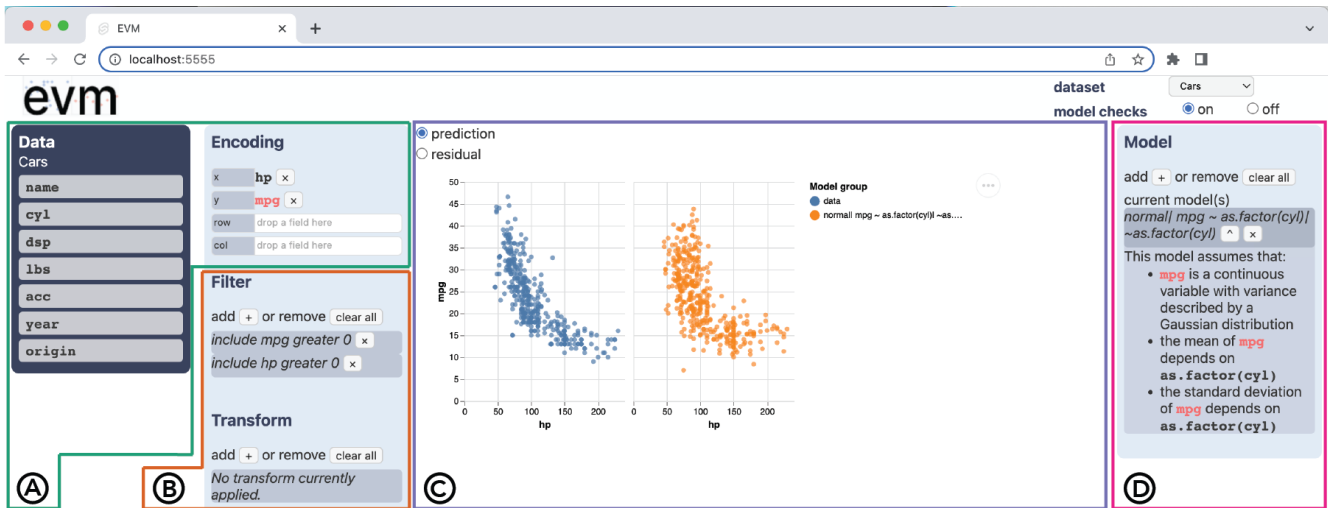 EVM
localhost:5555
evm
dataset
Cars
model checks
on
off
Data
Cars
name
cyl
dsp
lbs
acc
year
origin
Encoding
x hp ×
y mpg ×
row drop a field here
col drop a field here
Filter
add + or remove clear all
include mpg greater 0 ×
include hp greater 0 ×
Transform
add + or remove clear all
No transform currently
applied.
A
B
prediction
residual
50
45
40
35
30
25
20
15
10
5
0
mpg
0 50 100 150 200
hp
0 50 100 150 200
hp
Model group
data
normal| mpg ~ as.factor(cyl)| ~as....
C
Model
add + or remove clear all
current model(s)
normal| mpg ~ as.factor(cyl)|
~as.factor(cyl) ^ ×
This model assumes that:
• mpg is a continuous
variable with variance
described by a
Gaussian distribution
• the mean of mpg
depends on
as.factor(cyl)
• the standard deviation
of mpg depends on
as.factor(cyl)
D